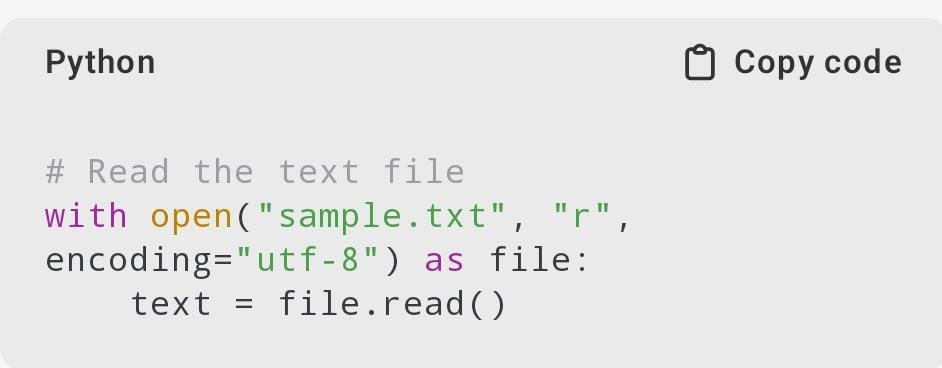 Python
Copy code
# Read the text file
with open("sample.txt", "r",
encoding="utf-8") as file:
    text = file.read()